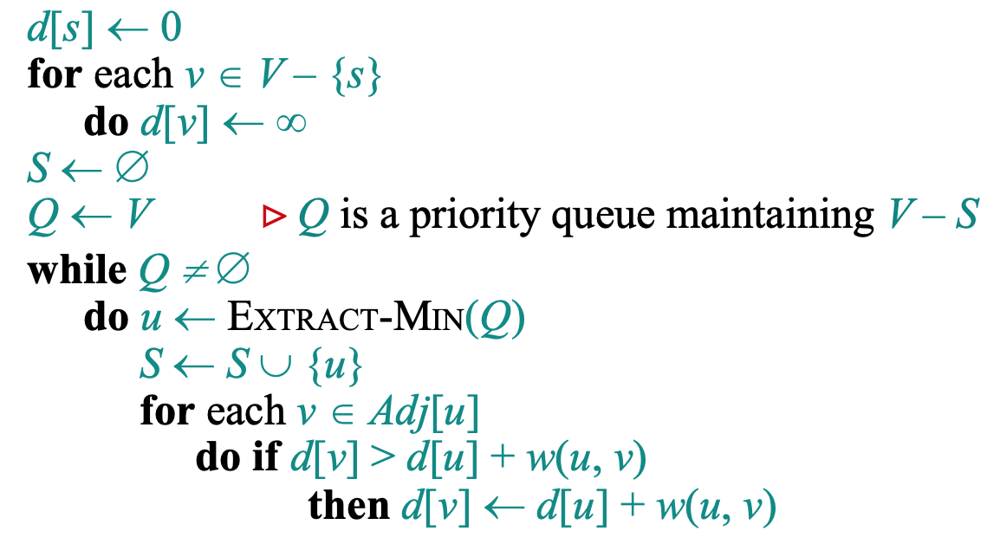 d[s] ← 0
for each v ∈ V – {s}
do d[v] ← ∞
S ← ∅
Q ← V ▷ Q is a priority queue maintaining V – S
while Q ≠ ∅
do u ← EXTRACT-MIN(Q)
S ← S ∪ {u}
for each v ∈ Adj[u]
do if d[v] > d[u] + w(u, v)
then d[v] ← d[u] + w(u, v)